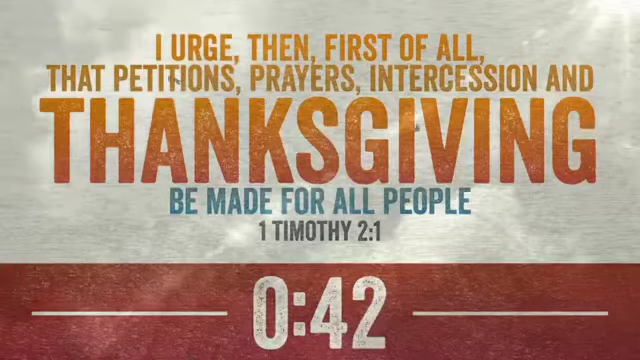 I URGE, THEN, FIRST OF ALL,
THAT PETITIONS, PRAYERS, INTERCESSION AND
THANKSGIVING
BE MADE FOR ALL PEOPLE
1 TIMOTHY 2:1
0:42